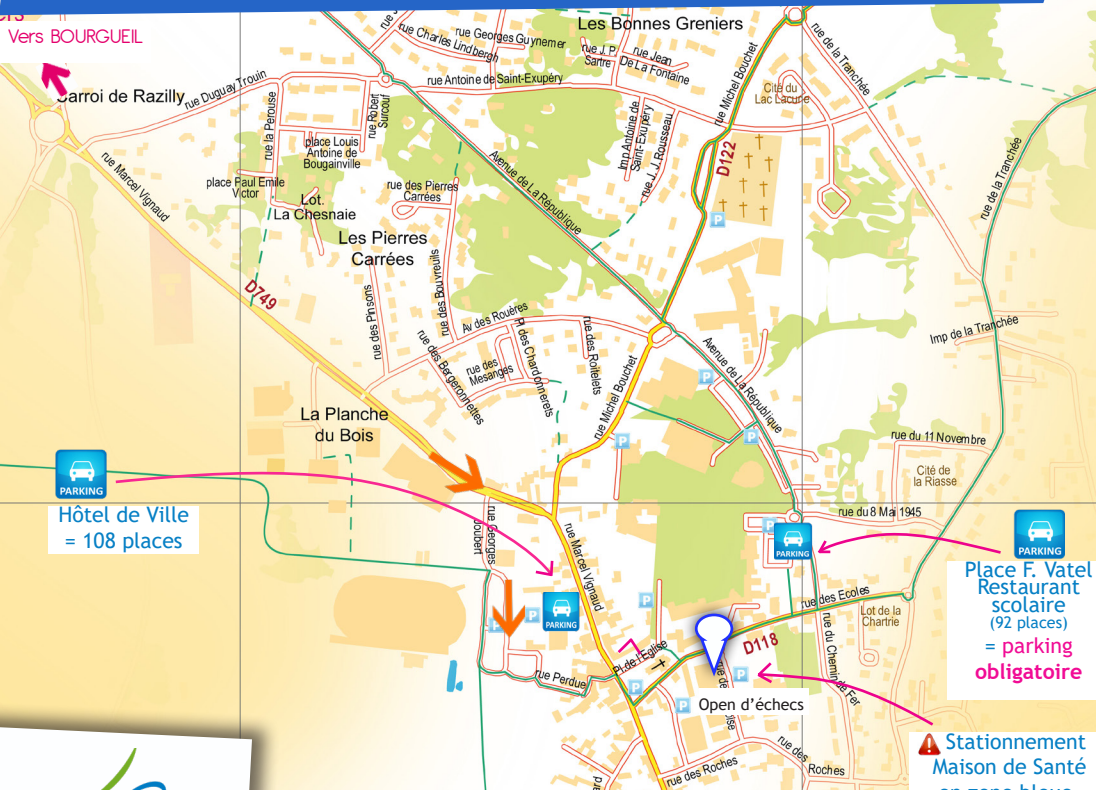 Vers BOURGUEIL
Carroi de Razilly
rue Duguay Trouin
rue Charles Lindbergh
rue Georges Guynemer
Les Bonnes Greniers
rue J. P.
Sartre
rue Jean
De La Fontaine
rue Antoine de Saint-Exupéry
rue Michel Bouchet
rue de la Tranchée
Cité du
Lac Lacune
rue la Perouse
rue Robert
Surcouf
place Louis
Antoine de
Bougainville
place Paul Emile
Victor
Lot.
La Chesnaie
rue des Pierres
Carrées
Les Pierres
Carrées
Avenue de La République
Imp Antoine de
Saint-Exupéry
rue J. J. Rousseau
D122
P
rue de la Tranchée
rue Marcel Vignaud
D749
rue des Pinsons
rue des Bouvreuils
Av des Rouères
rue des Bergeronnettes
rue des
Mesanges
Pl des Chardonnerets
rue des Roitelets
rue Michel Bouchet
Avenue de La République
Imp de la Tranchée
P
P
P
La Planche
du Bois
rue du 11 Novembre
Cité de
la Riasse
rue du 8 Mai 1945
PARKING
Hôtel de Ville
= 108 places
rue Georges
Joubert
rue Marcel Vignaud
P
PARKING
PARKING
Place F. Vatel
Restaurant
scolaire
(92 places)
= parking
obligatoire
P
P
PARKING
P
rue des Ecoles
Lot de la
Chartrie
rue du Chemin de Fer
D118
Pl de l'Eglise
rue Perdue
P
P
P
Open d'échecs
rue des Roches
rue des
Roches
Stationnement
Maison de Santé
en zone bleue